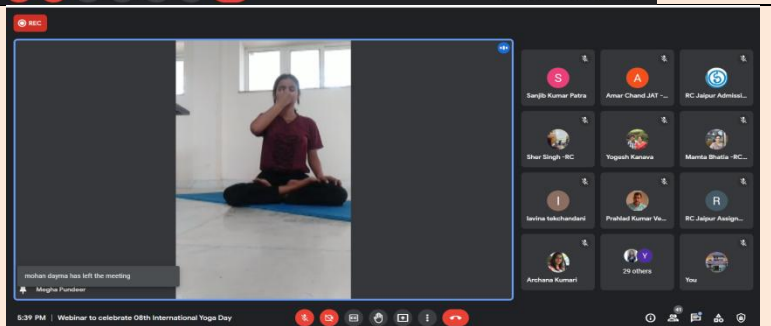 REC
S
Sanjib Kumar Patra
A
Amar Chand JAT -...
RC Jaipur Admissi...
Sher Singh -RC
Yogesh Kanava
Mamta Bhatia -RC...
l
lavina tekchandani
Prahlad Kumar Ve...
R
RC Jaipur Assign...
Archana Kumari
Y
29 others
You
mohan dayma has left the meeting
Megha Pundeer
5:39 PM | Webinar to celebrate 08th International Yoga Day
41